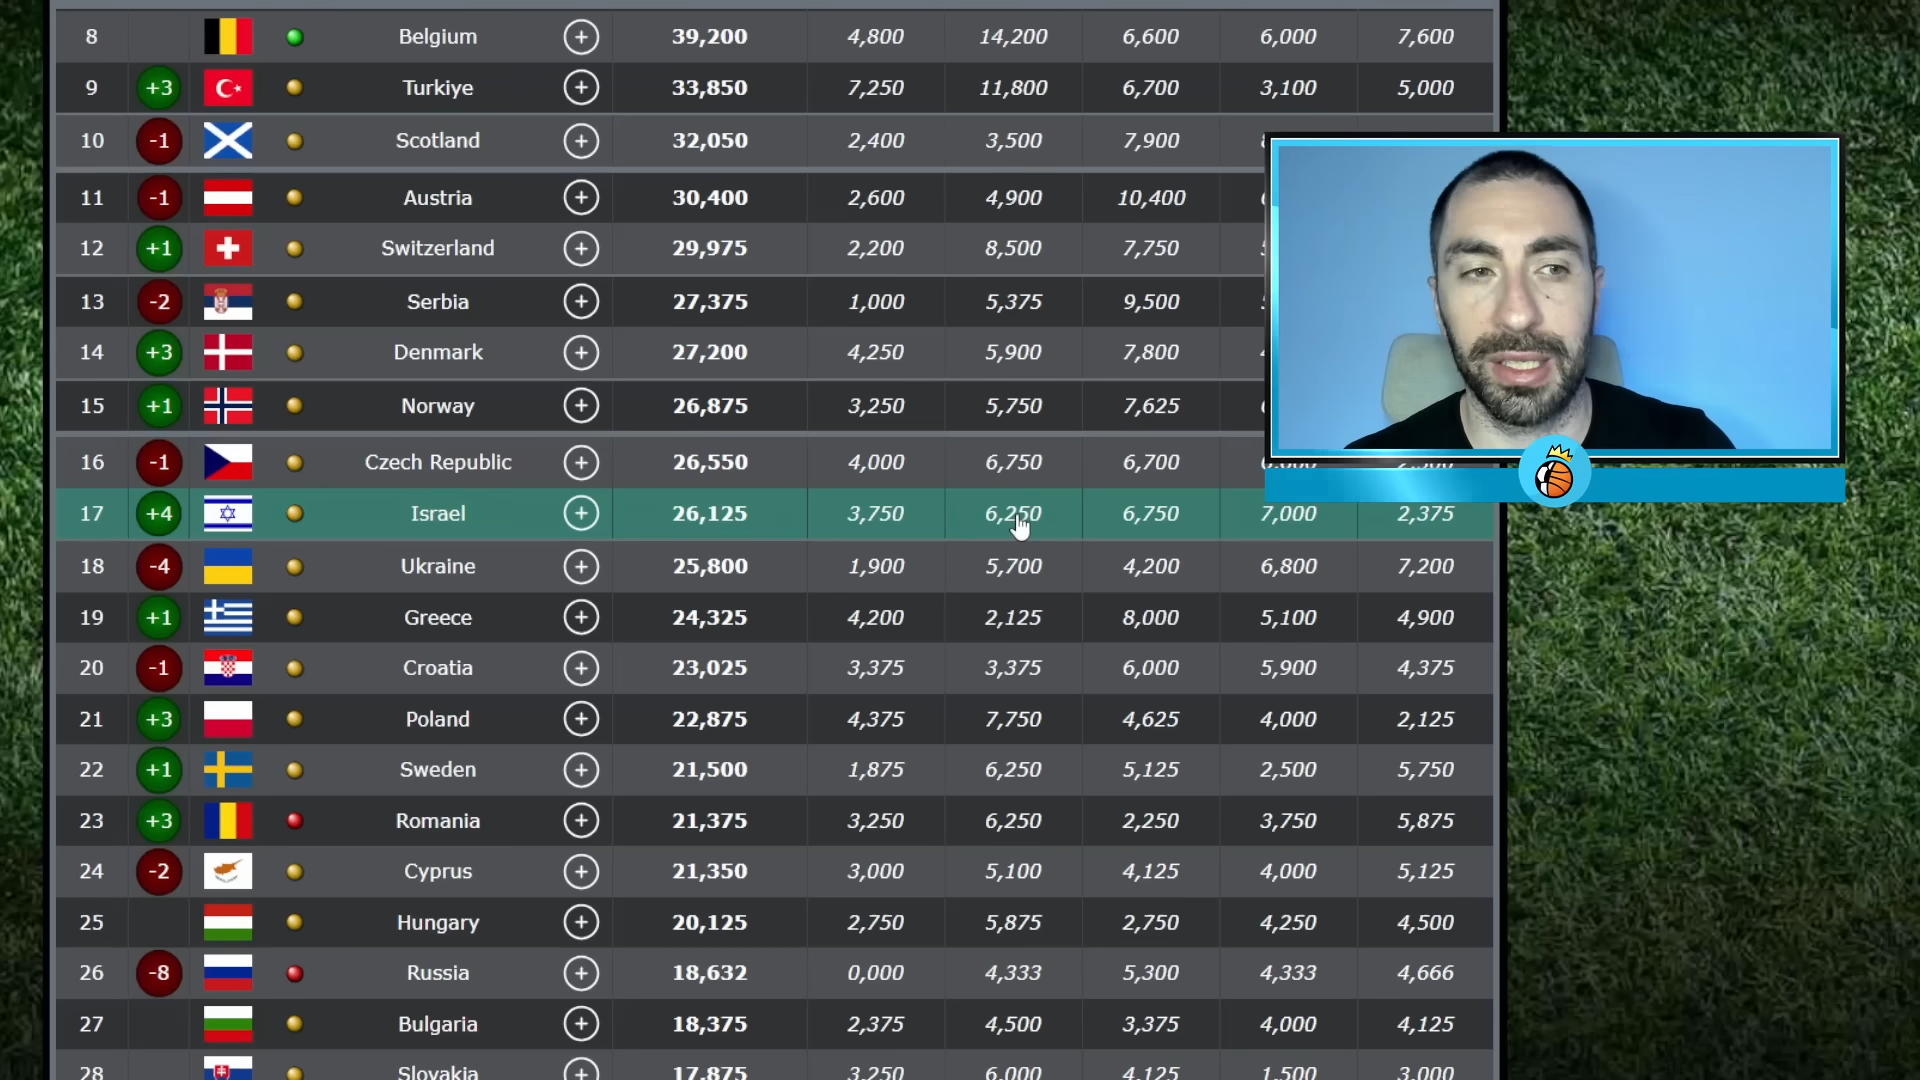 8 Belgium + 39,200 4,800 14,200 6,600 6,000 7,600
9 +3 Turkiye + 33,850 7,250 11,800 6,700 3,100 5,000
10 -1 Scotland + 32,050 2,400 3,500 7,900
11 -1 Austria + 30,400 2,600 4,900 10,400
12 +1 Switzerland + 29,975 2,200 8,500 7,750
13 -2 Serbia + 27,375 1,000 5,375 9,500
14 +3 Denmark + 27,200 4,250 5,900 7,800
15 +1 Norway + 26,875 3,250 5,750 7,625
16 -1 Czech Republic + 26,550 4,000 6,750 6,700
17 +4 Israel + 26,125 3,750 6,250 6,750 7,000 2,375
18 -4 Ukraine + 25,800 1,900 5,700 4,200 6,800 7,200
19 +1 Greece + 24,325 4,200 2,125 8,000 5,100 4,900
20 -1 Croatia + 23,025 3,375 3,375 6,000 5,900 4,375
21 +3 Poland + 22,875 4,375 7,750 4,625 4,000 2,125
22 +1 Sweden + 21,500 1,875 6,250 5,125 2,500 5,750
23 +3 Romania + 21,375 3,250 6,250 2,250 3,750 5,875
24 -2 Cyprus + 21,350 3,000 5,100 4,125 4,000 5,125
25 Hungary + 20,125 2,750 5,875 2,750 4,250 4,500
26 -8 Russia + 18,632 0,000 4,333 5,300 4,333 4,666
27 Bulgaria + 18,375 2,375 4,500 3,375 4,000 4,125
28 Slovakia + 17,875 3,250 6,000 4,125 1,500 3,000